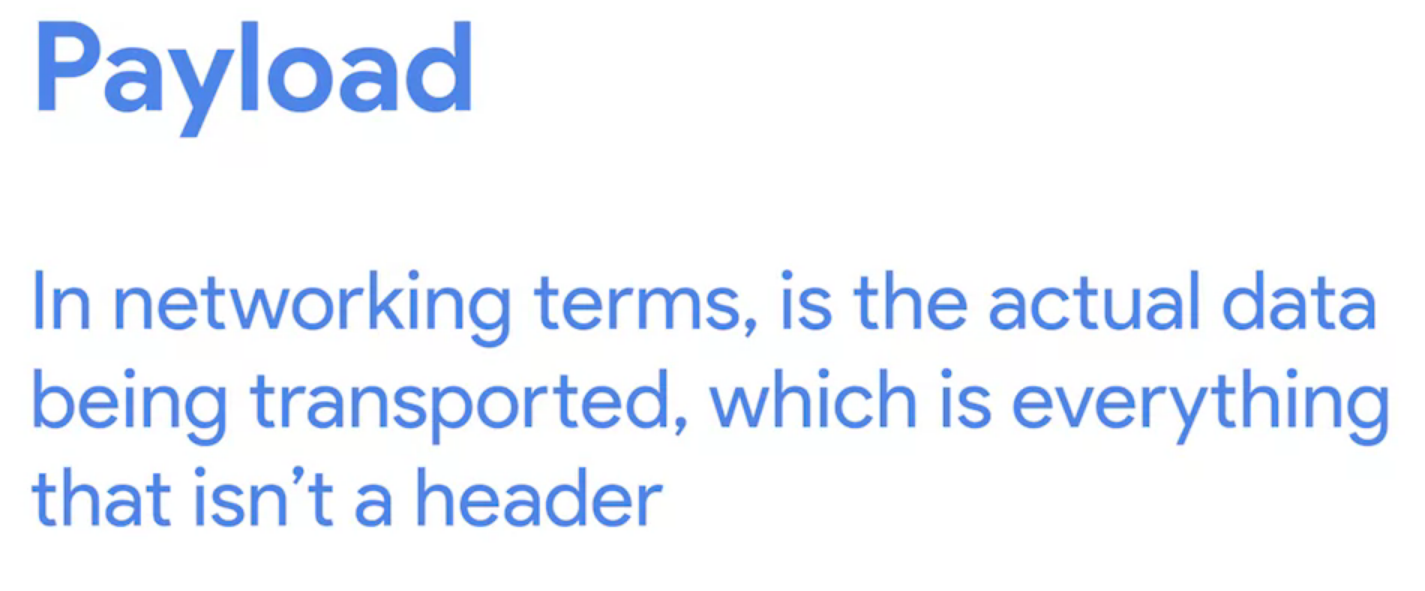 Payload
In networking terms, is the actual data
being transported, which is everything
that isn’t a header